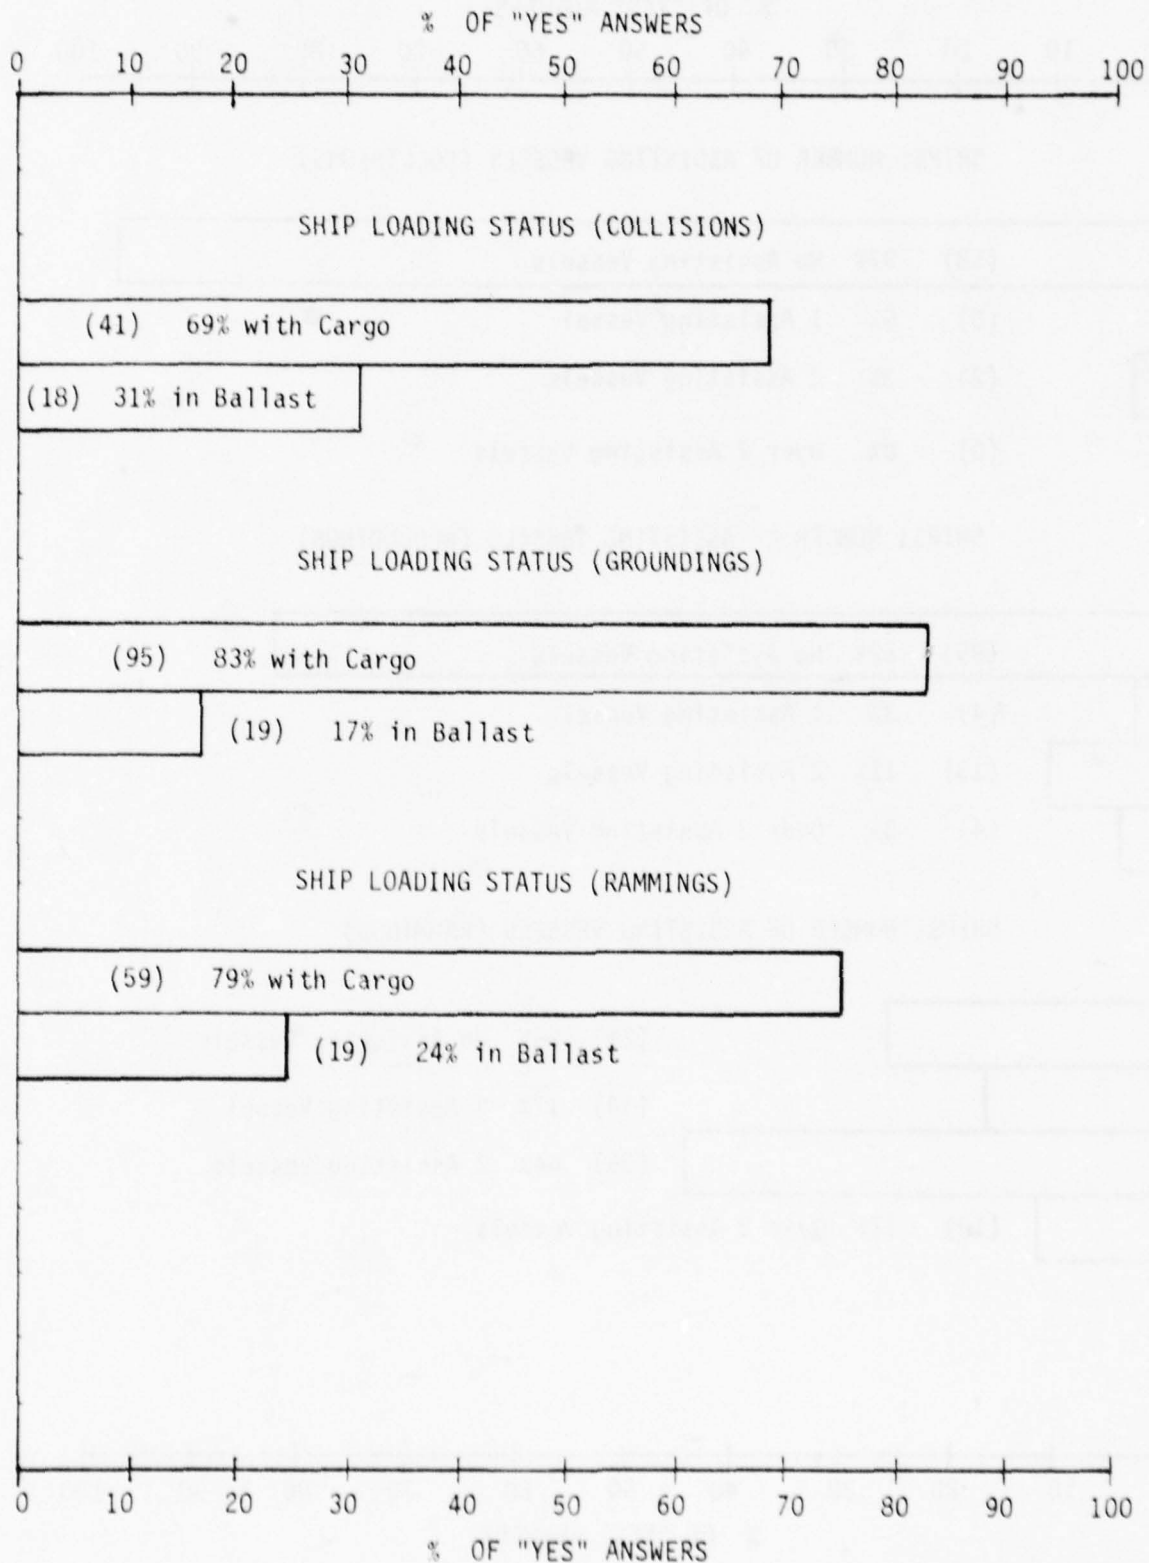 % OF "YES" ANSWERS
0 10 20 30 40 50 60 70 80 90 100
SHIP LOADING STATUS (COLLISIONS)
(41) 69% with Cargo
(18) 31% in Ballast
SHIP LOADING STATUS (GROUNDINGS)
(95) 83% with Cargo
(19) 17% in Ballast
SHIP LOADING STATUS (RAMMINGS)
(59) 79% with Cargo
(19) 24% in Ballast
0 10 20 30 40 50 60 70 80 90 100
% OF "YES" ANSWERS